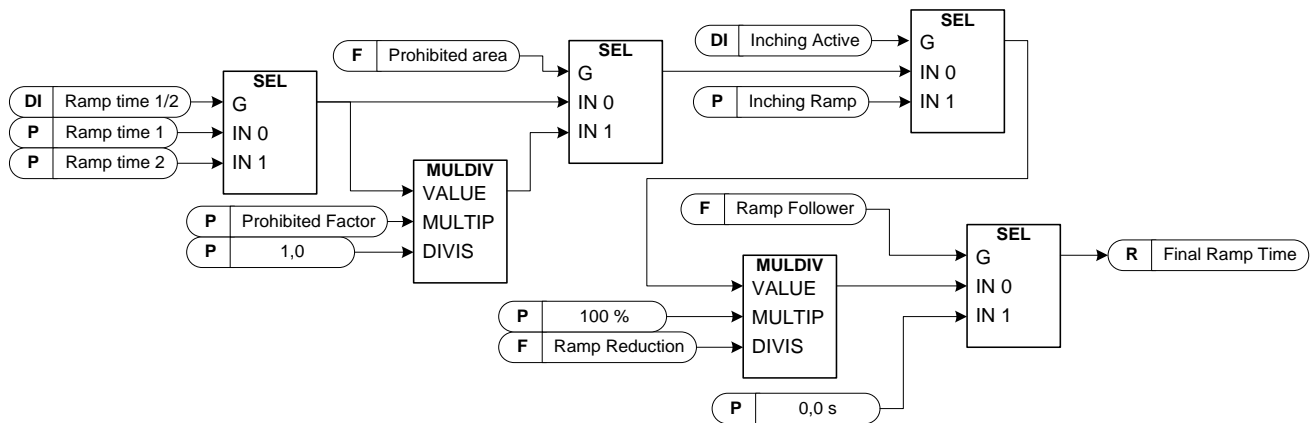 SEL
DI Inching Active
G
SEL
F Prohibited area
G
IN 0
SEL
IN 0
P Inching Ramp
IN 1
DI Ramp time 1/2
G
IN 1
P Ramp time 1
IN 0
P Ramp time 2
IN 1
MULDIV
VALUE
P Prohibited Factor
MULTIP
P 1,0
DIVIS
F Ramp Follower
SEL
G
R Final Ramp Time
MULDIV
VALUE
IN 0
P 100 %
MULTIP
IN 1
F Ramp Reduction
DIVIS
P 0,0 s